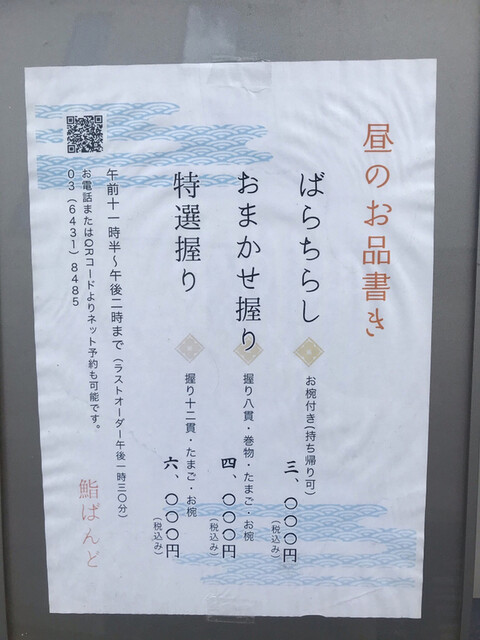 昼のお品書き
ばらちらし
お椀付き(持ち帰り可)
三、〇〇〇円
(税込み)
おまかせ握り
握り八貫・巻物・たまご・お椀
四、〇〇〇円
(税込み)
特選握り
握り十二貫・たまご・お椀
六、〇〇〇円
(税込み)
午前十一時半～午後二時まで(ラストオーダー午後一時三〇分)
お電話またはQRコードよりネット予約も可能です。
03(6431)8485
鮨ぱんど